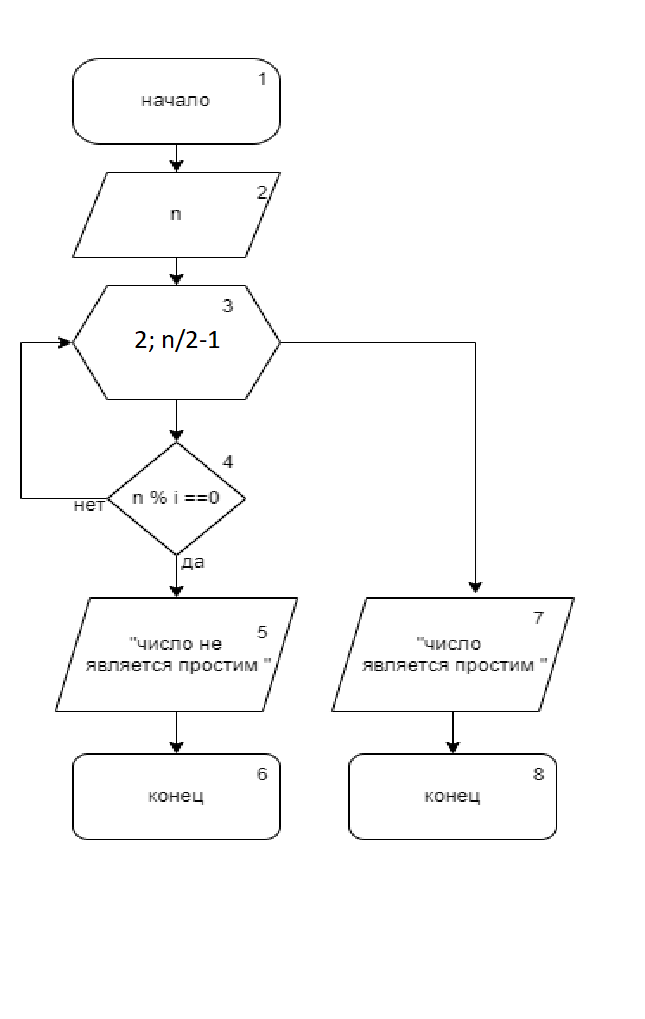 1
начало
2
n
3
2; n/2-1
4
n % i ==0
нет
да
5
"число не
является простим "
7
"число
является простим "
6
конец
8
конец